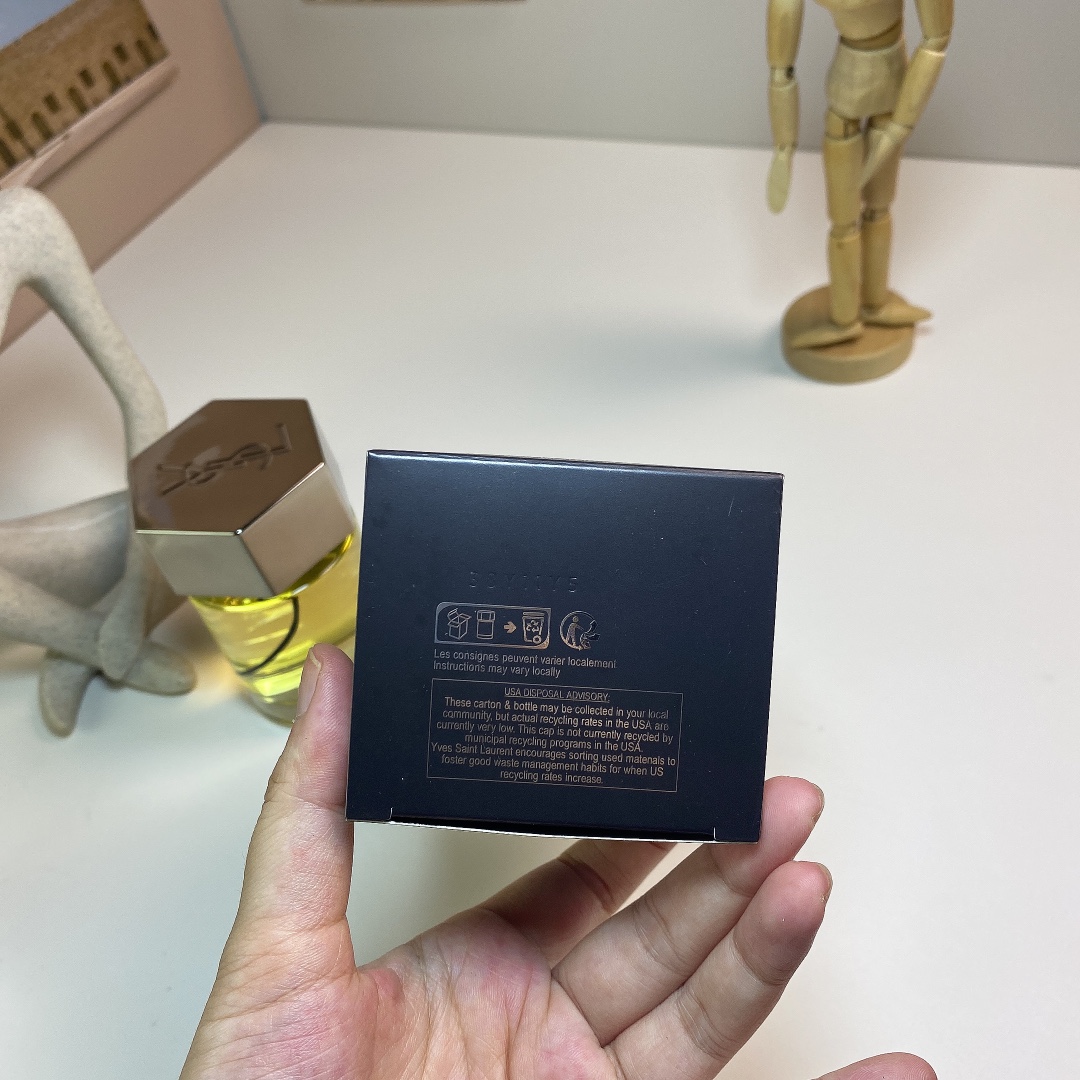 YSL
Les consignes peuvent varier localement
Instructions may vary locally
USA DISPOSAL ADVISORY:
These carton & bottle may be collected in your local
community, but actual recycling rates in the USA are
currently very low. This cap is not currently recycled by
municipal recycling programs in the USA.
Yves Saint Laurent encourages sorting used materials to
foster good waste management habits for when US
recycling rates increase.